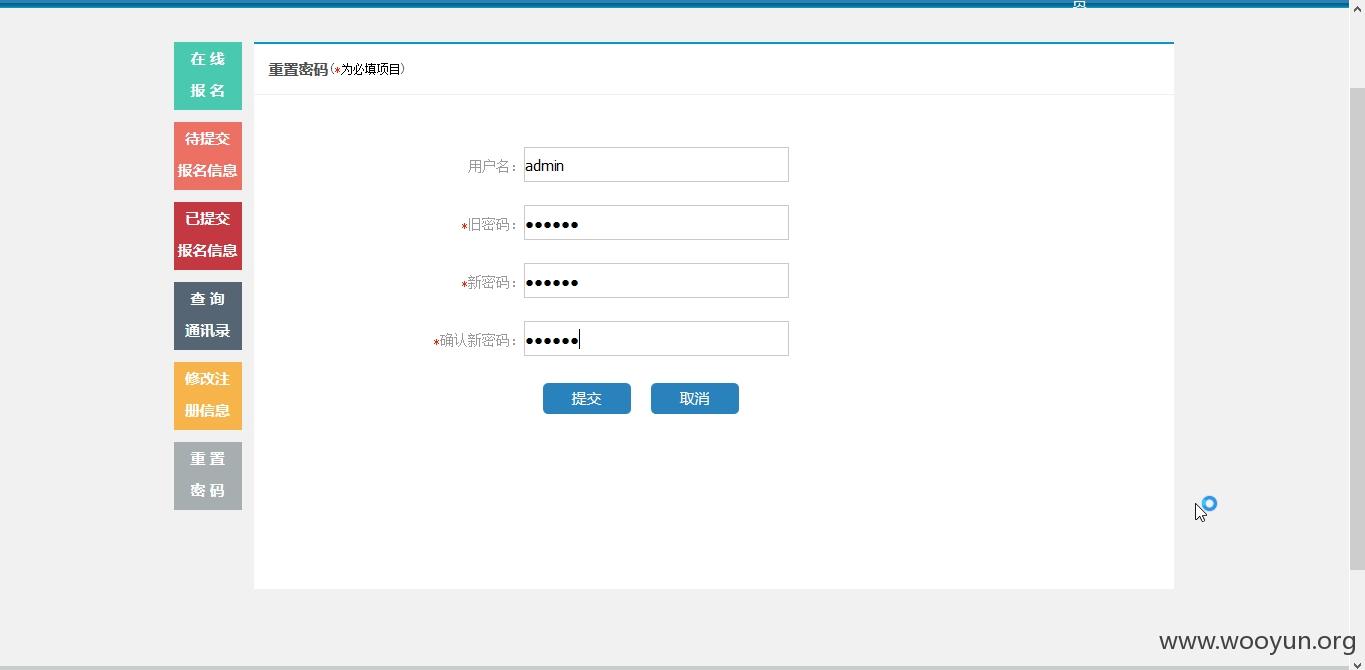 员
在 线
报 名
待提交
报名信息
已提交
报名信息
查 询
通讯录
修改注
册信息
重 置
密 码
重置密码(*为必填项目)
用户名： admin
*旧密码： ●●●●●●
*新密码： ●●●●●●
*确认新密码： ●●●●●●
提交 取消
www.wooyun.org